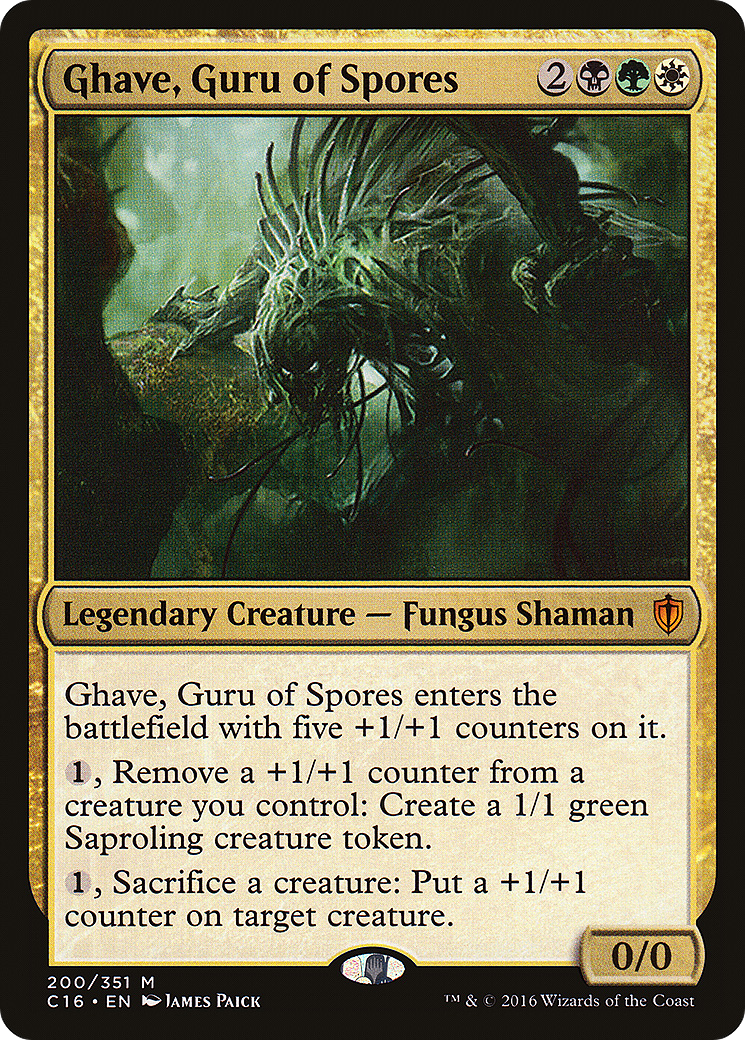 Ghave, Guru of Spores 2
Legendary Creature — Fungus Shaman
Ghave, Guru of Spores enters the
battlefield with five +1/+1 counters on it.
1, Remove a +1/+1 counter from a
creature you control: Create a 1/1 green
Saproling creature token.
1, Sacrifice a creature: Put a +1/+1
counter on target creature.
0/0
200/351 M
C16 • EN James Paick
™ & © 2016 Wizards of the Coast